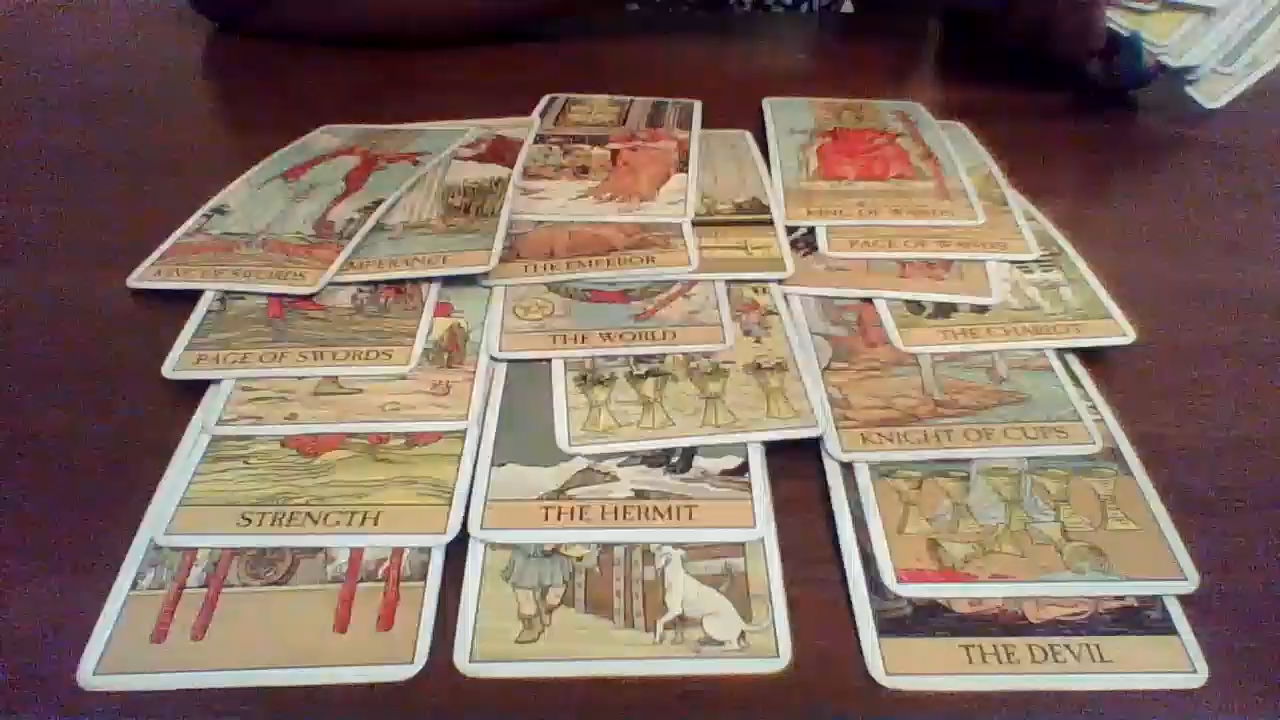 KING OF WANDS
PAGE OF WANDS
THE EMPEROR
THE CHARIOT
THE WORLD
PAGE OF SWORDS
KNIGHT OF CUPS
STRENGTH
THE HERMIT
THE DEVIL